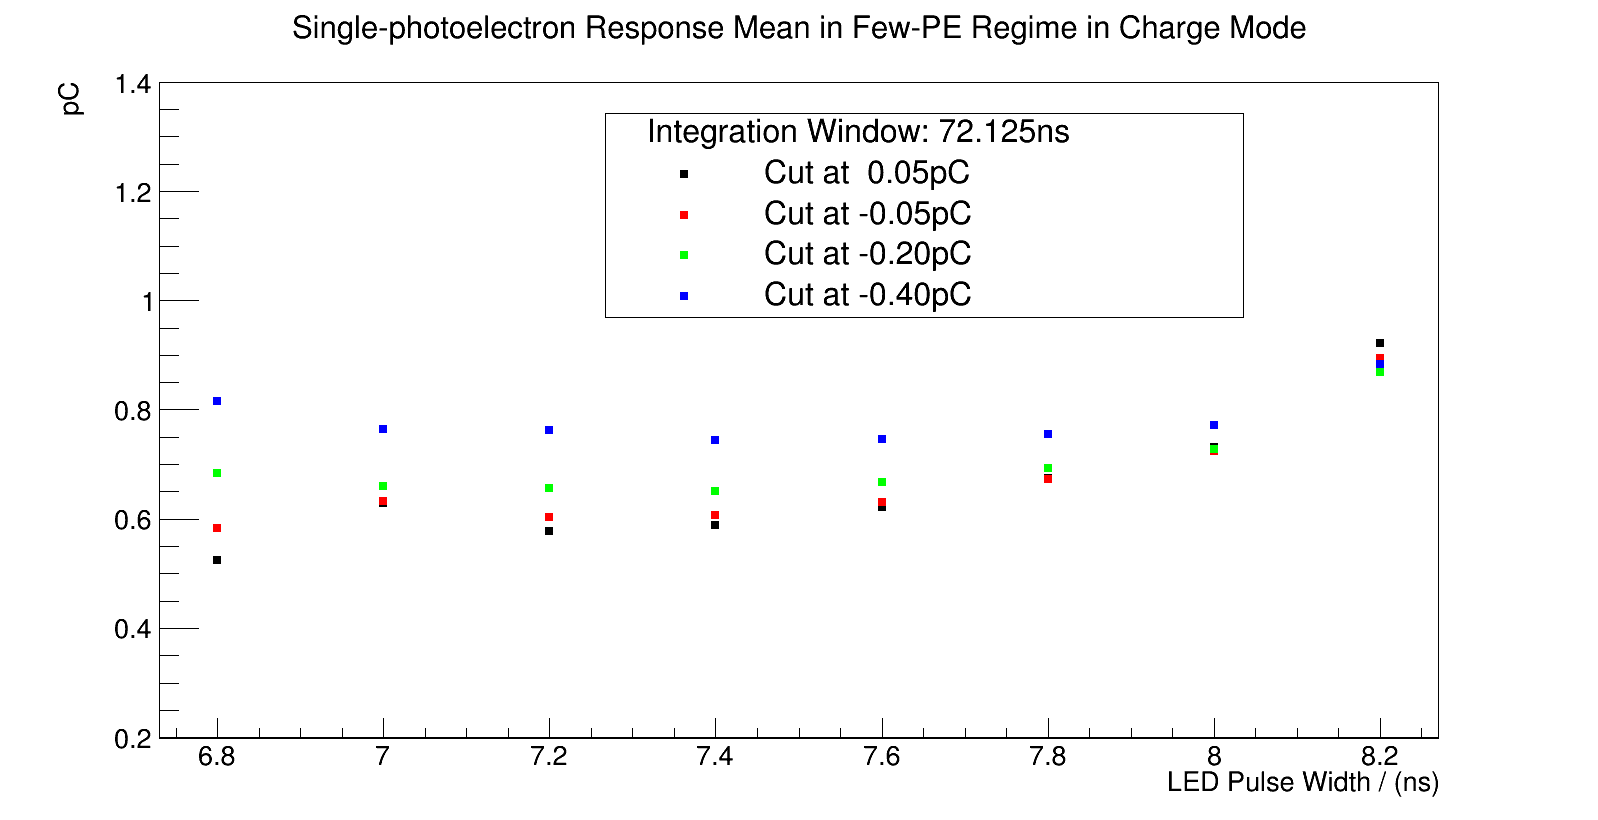 Single-photoelectron Response Mean in Few-PE Regime in Charge Mode
pC
1.4
1.2
1
0.8
0.6
0.4
0.2
Integration Window: 72.125ns
Cut at  0.05pC
Cut at -0.05pC
Cut at -0.20pC
Cut at -0.40pC
6.8 7 7.2 7.4 7.6 7.8 8 8.2
LED Pulse Width / (ns)